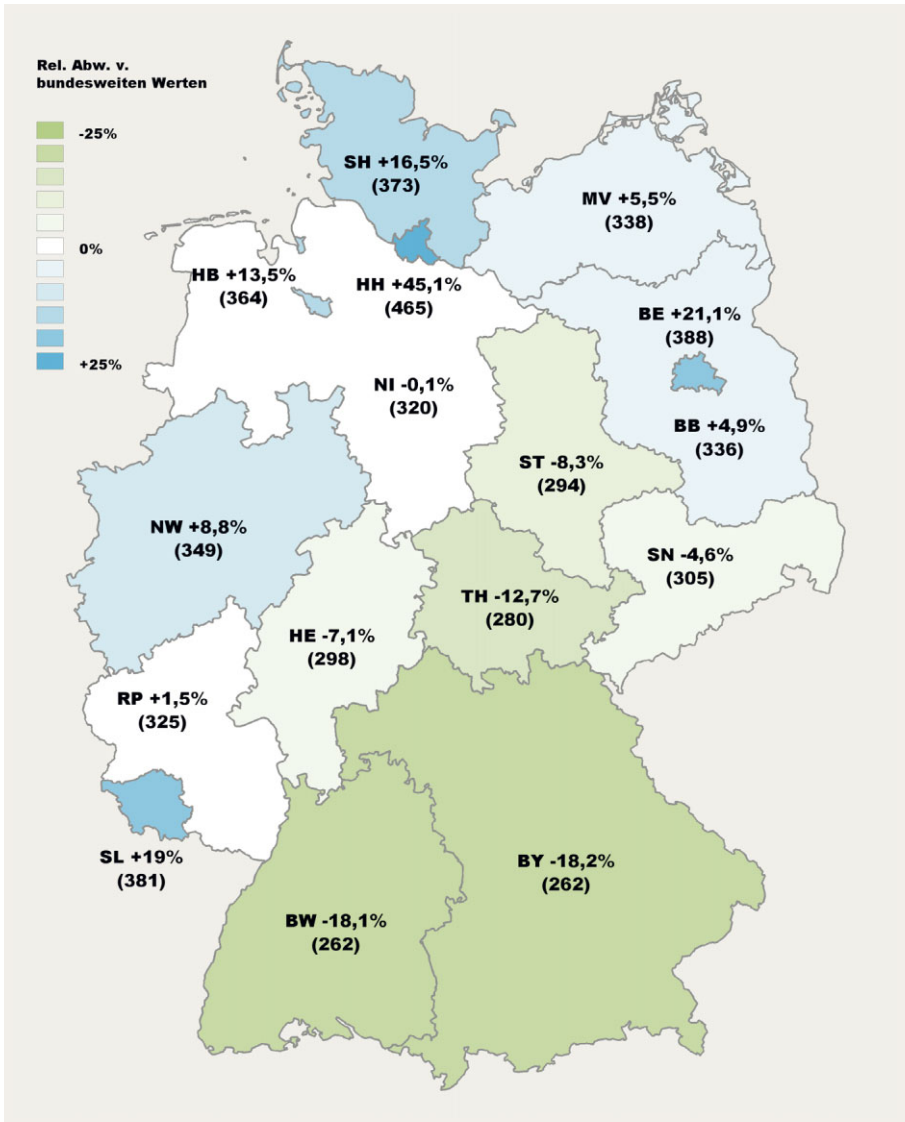 Rel. Abw. v.
bundesweiten Werten
-25%
0%
+25%
SH +16,5%
(373)
MV +5,5%
(338)
HB +13,5%
(364)
HH +45,1%
(465)
BE +21,1%
(388)
NI -0,1%
(320)
BB +4,9%
(336)
ST -8,3%
(294)
NW +8,8%
(349)
SN -4,6%
(305)
TH -12,7%
(280)
HE -7,1%
(298)
RP +1,5%
(325)
SL +19%
(381)
BY -18,2%
(262)
BW -18,1%
(262)